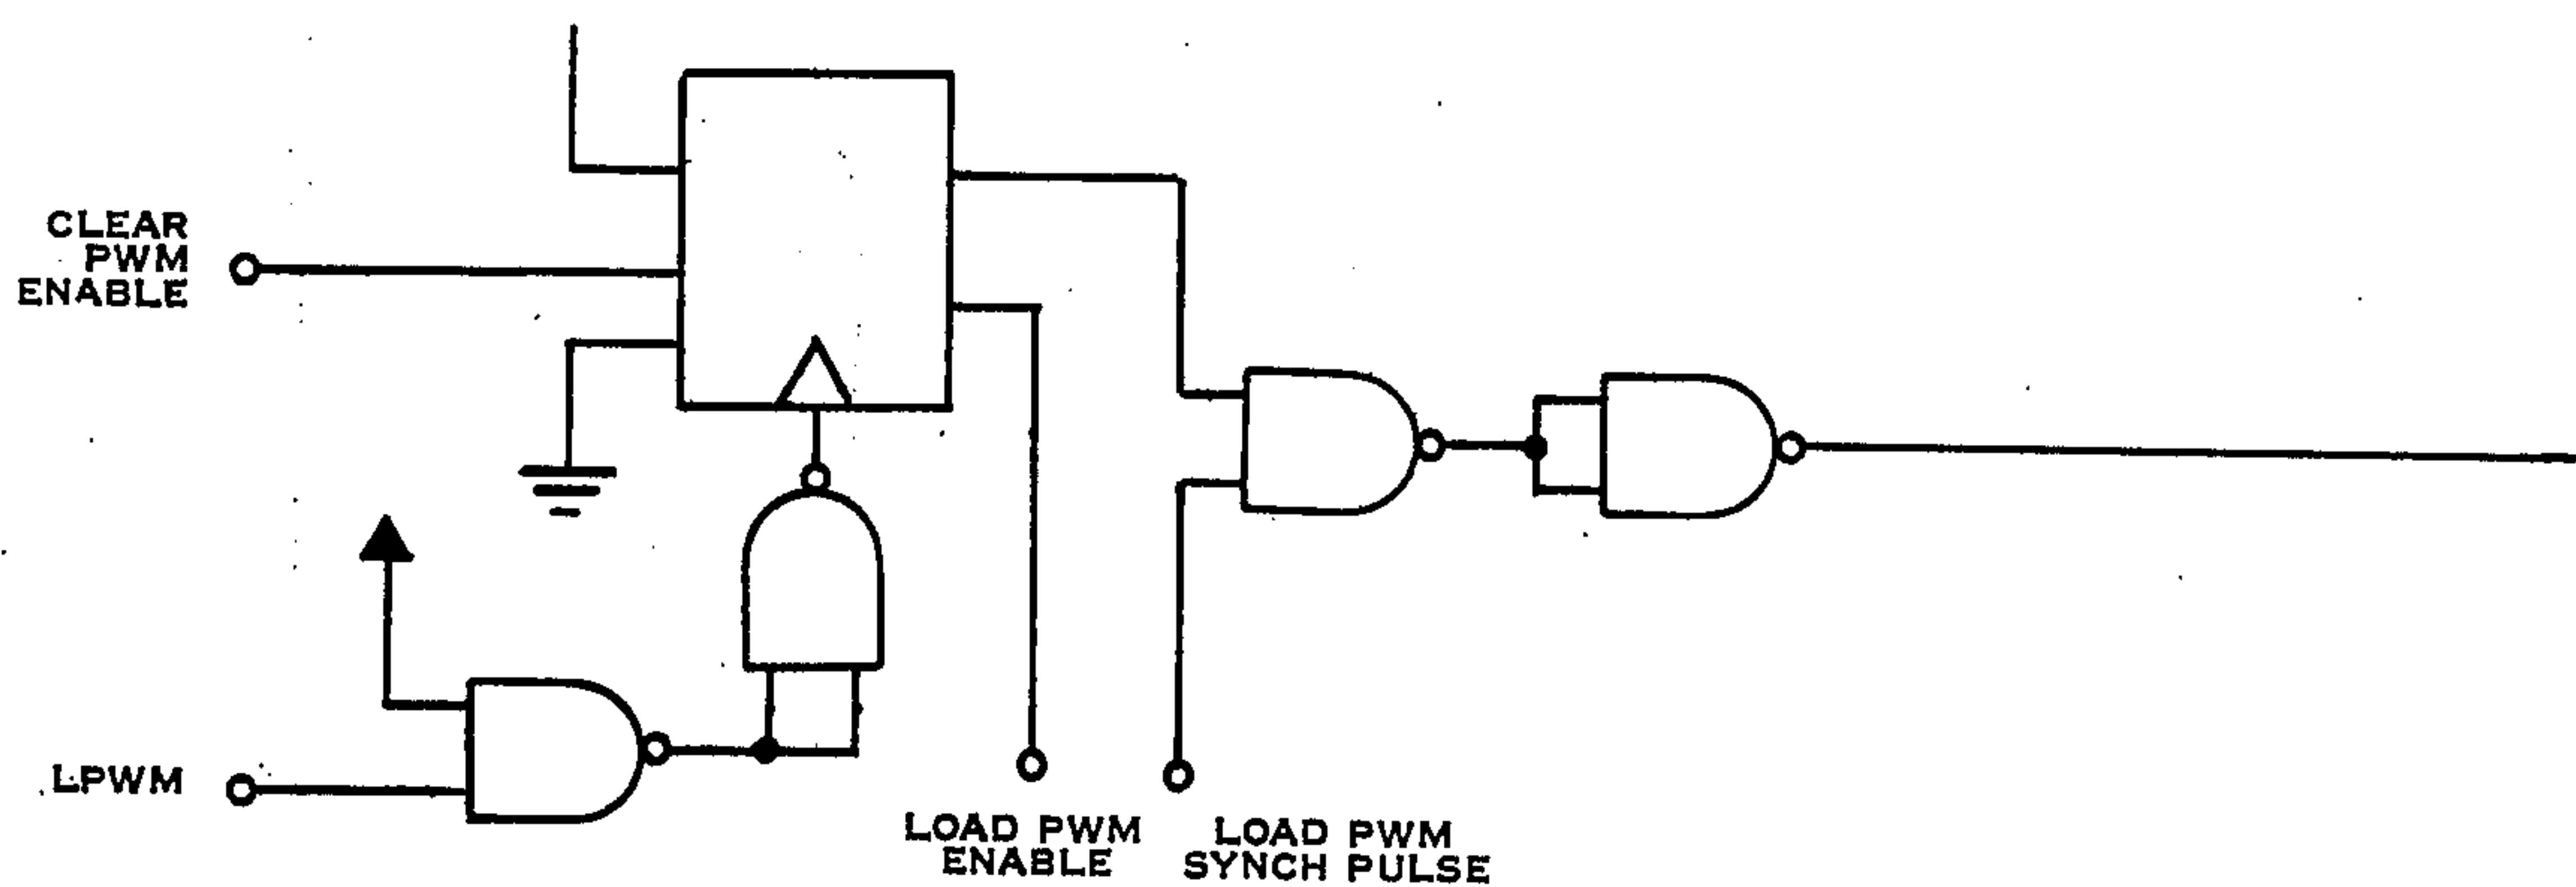 CLEAR
PWM
ENABLE
LPWM
LOAD PWM
ENABLE
LOAD PWM
SYNCH PULSE